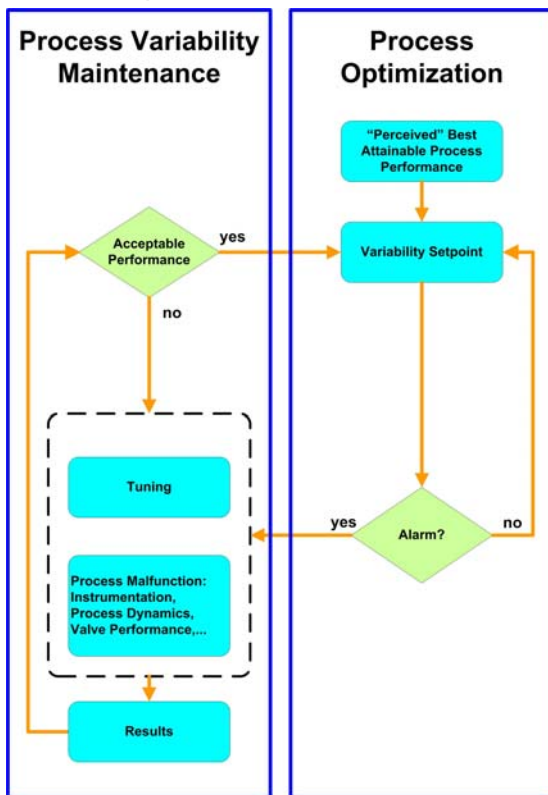 Process Variability
Maintenance
Process
Optimization
“Perceived” Best
Attainable Process
Performance
Acceptable
Performance
yes
Variability Setpoint
no
Tuning
yes
Alarm?
no
Process Malfunction:
Instrumentation,
Process Dynamics,
Valve Performance,...
Results